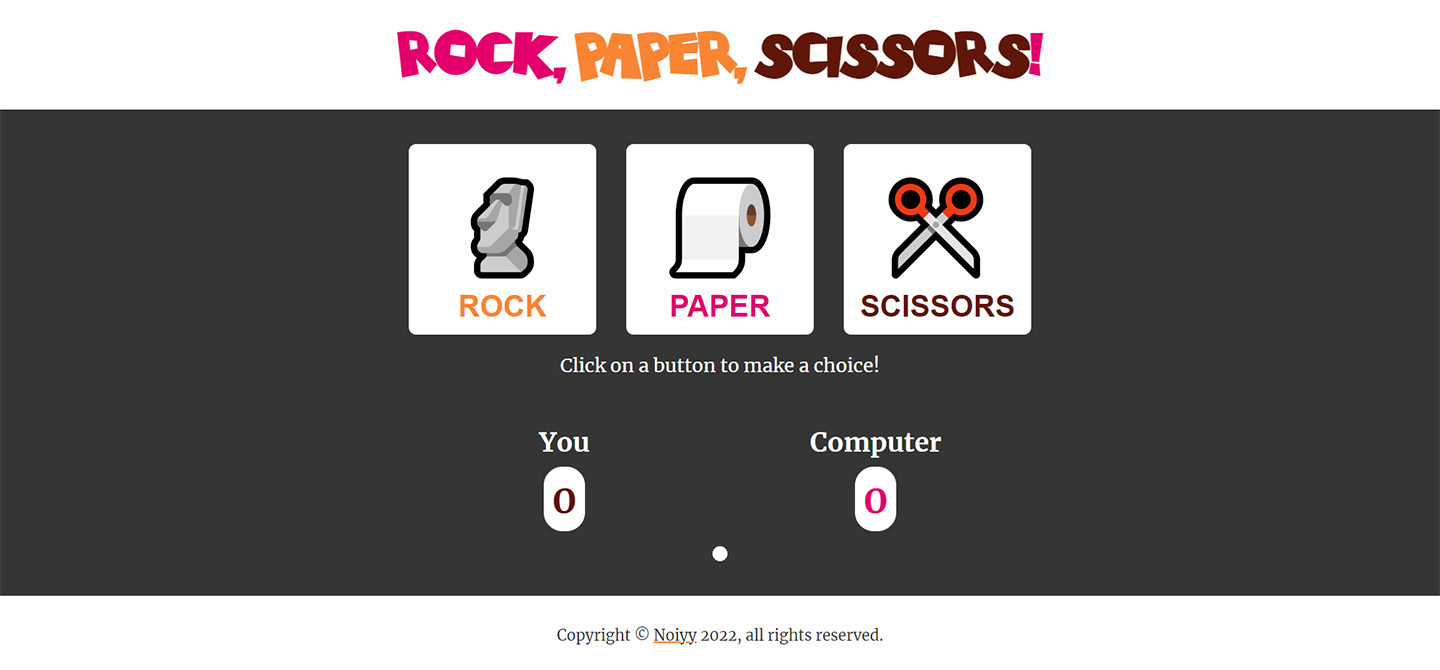 ROCK, PAPER, SCISSORS!
ROCK PAPER SCISSORS
Click on a button to make a choice!
You Computer
0 0
Copyright © Noiyy 2022, all rights reserved.